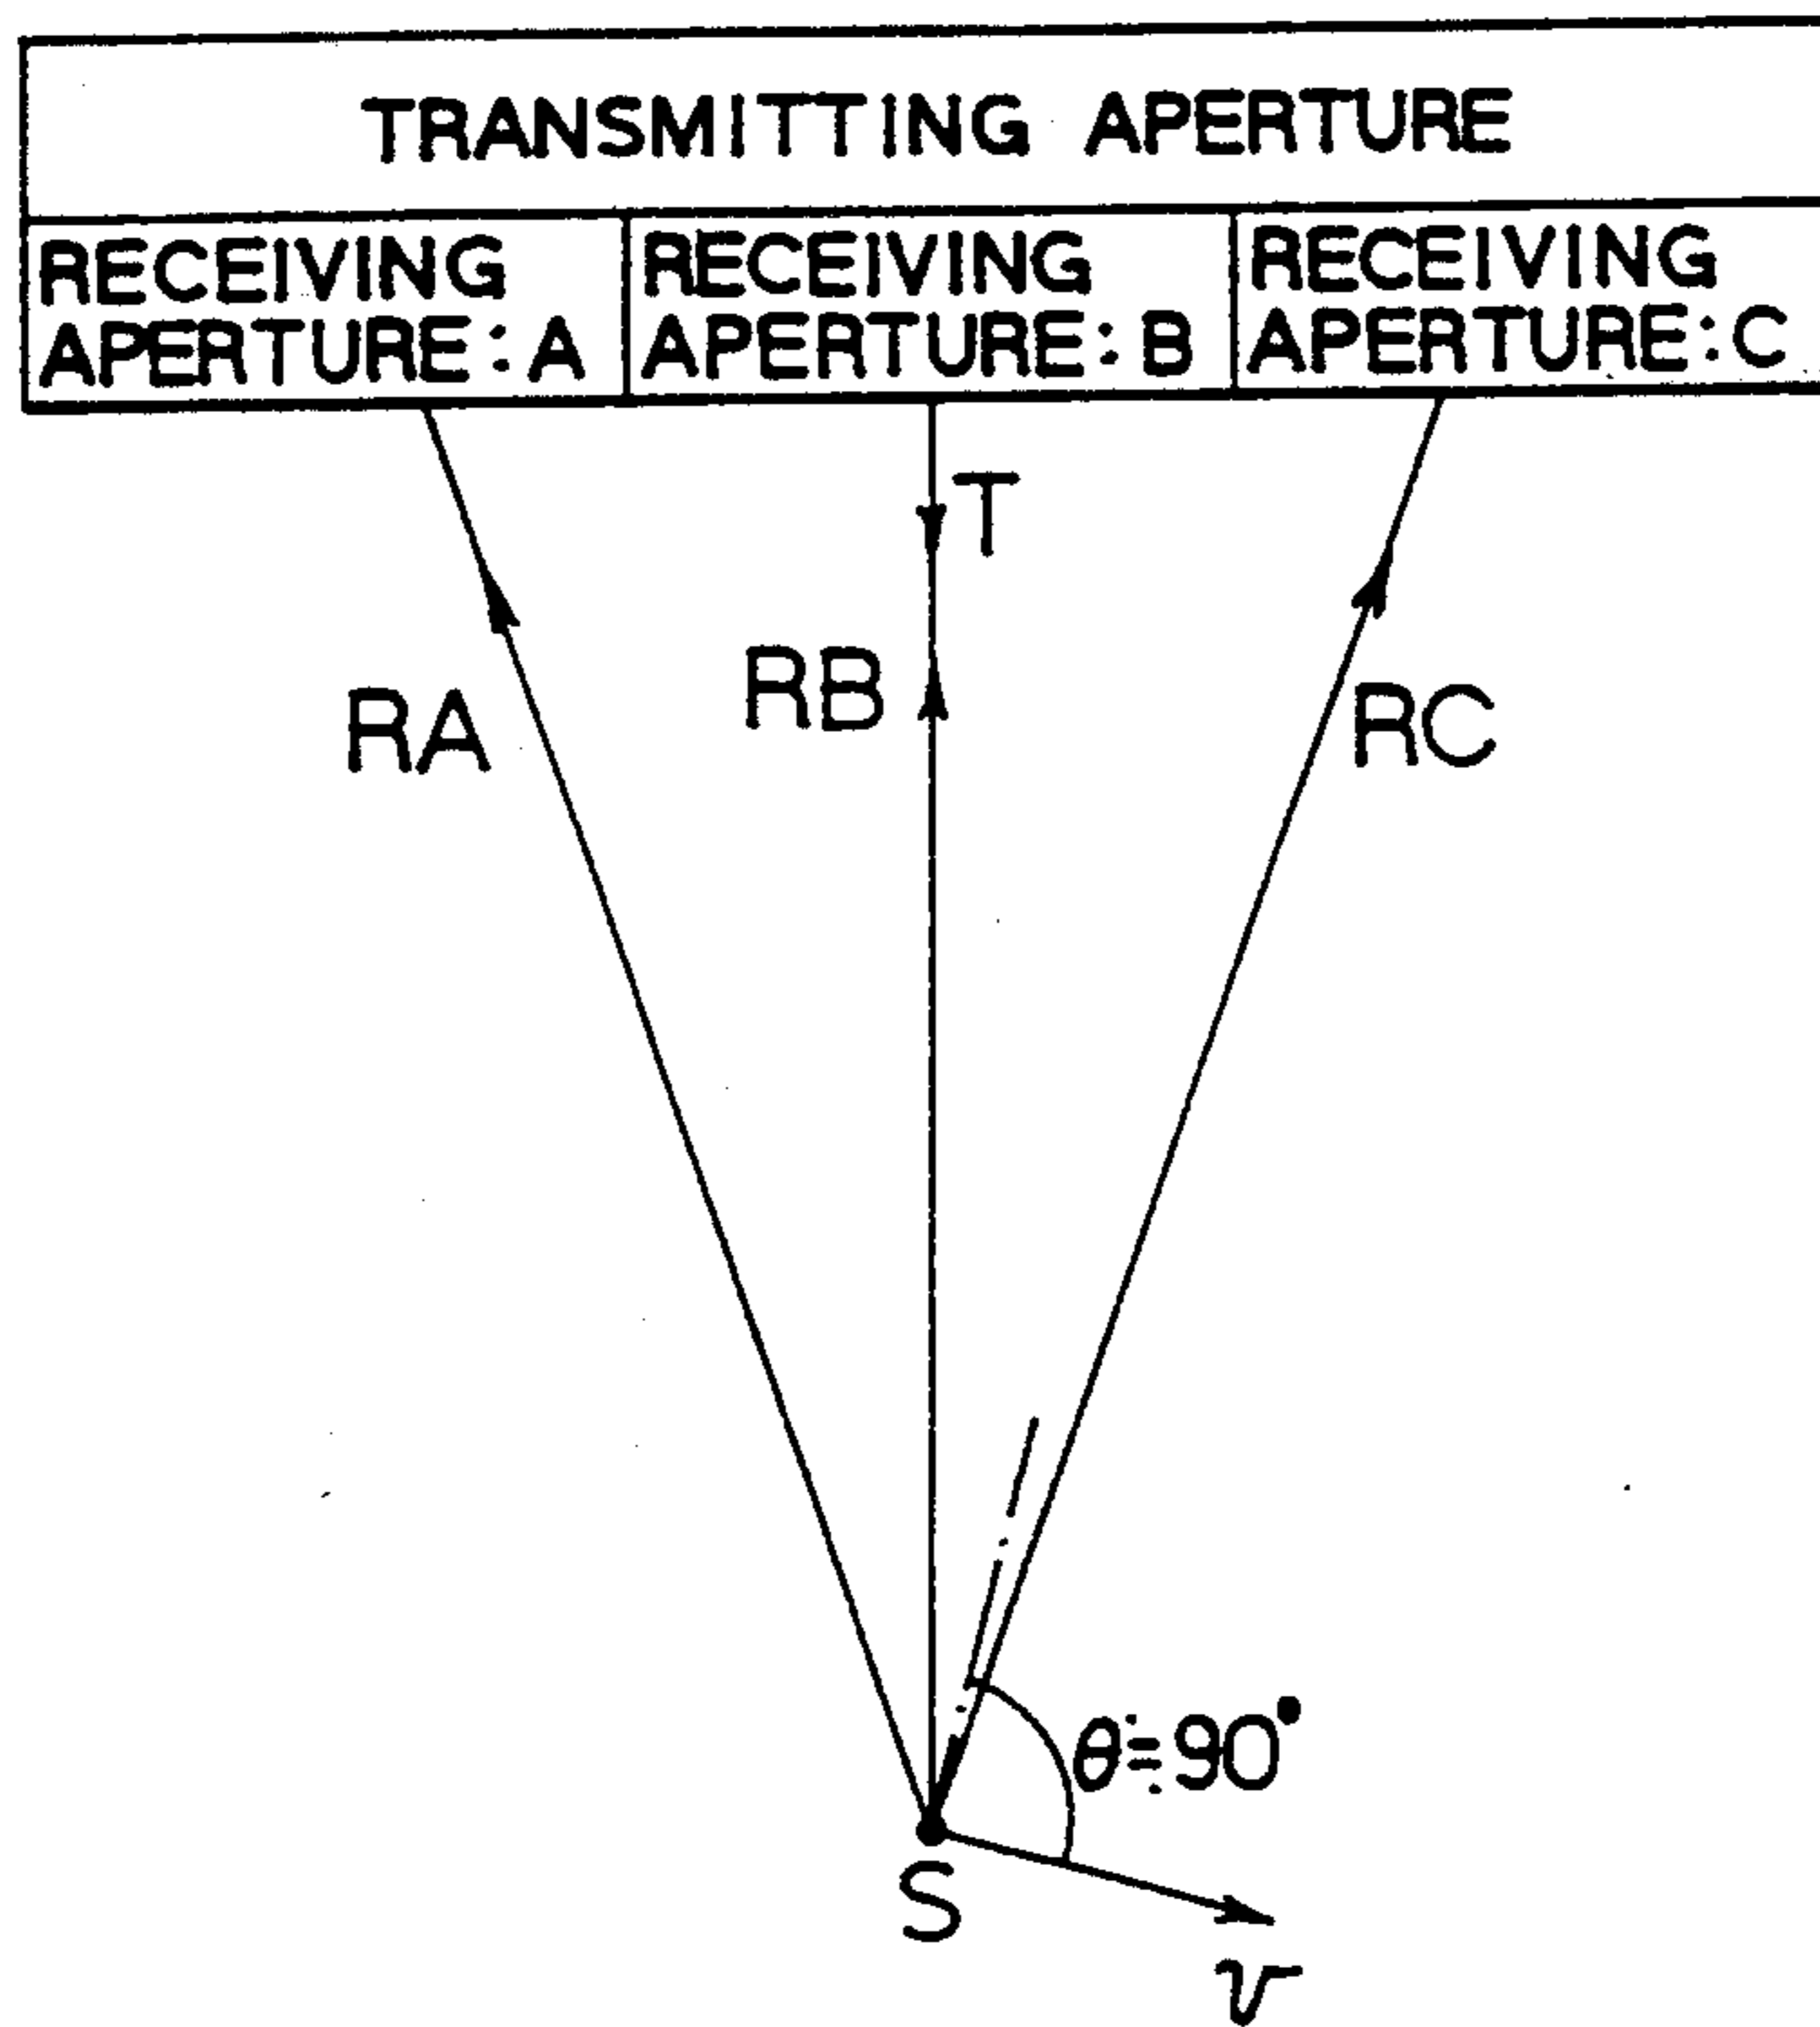 TRANSMITTING APERTURE
RECEIVING APERTURE:A
RECEIVING APERTURE:B
RECEIVING APERTURE:C
T
RA
RB
RC
θ≒90°
S
v